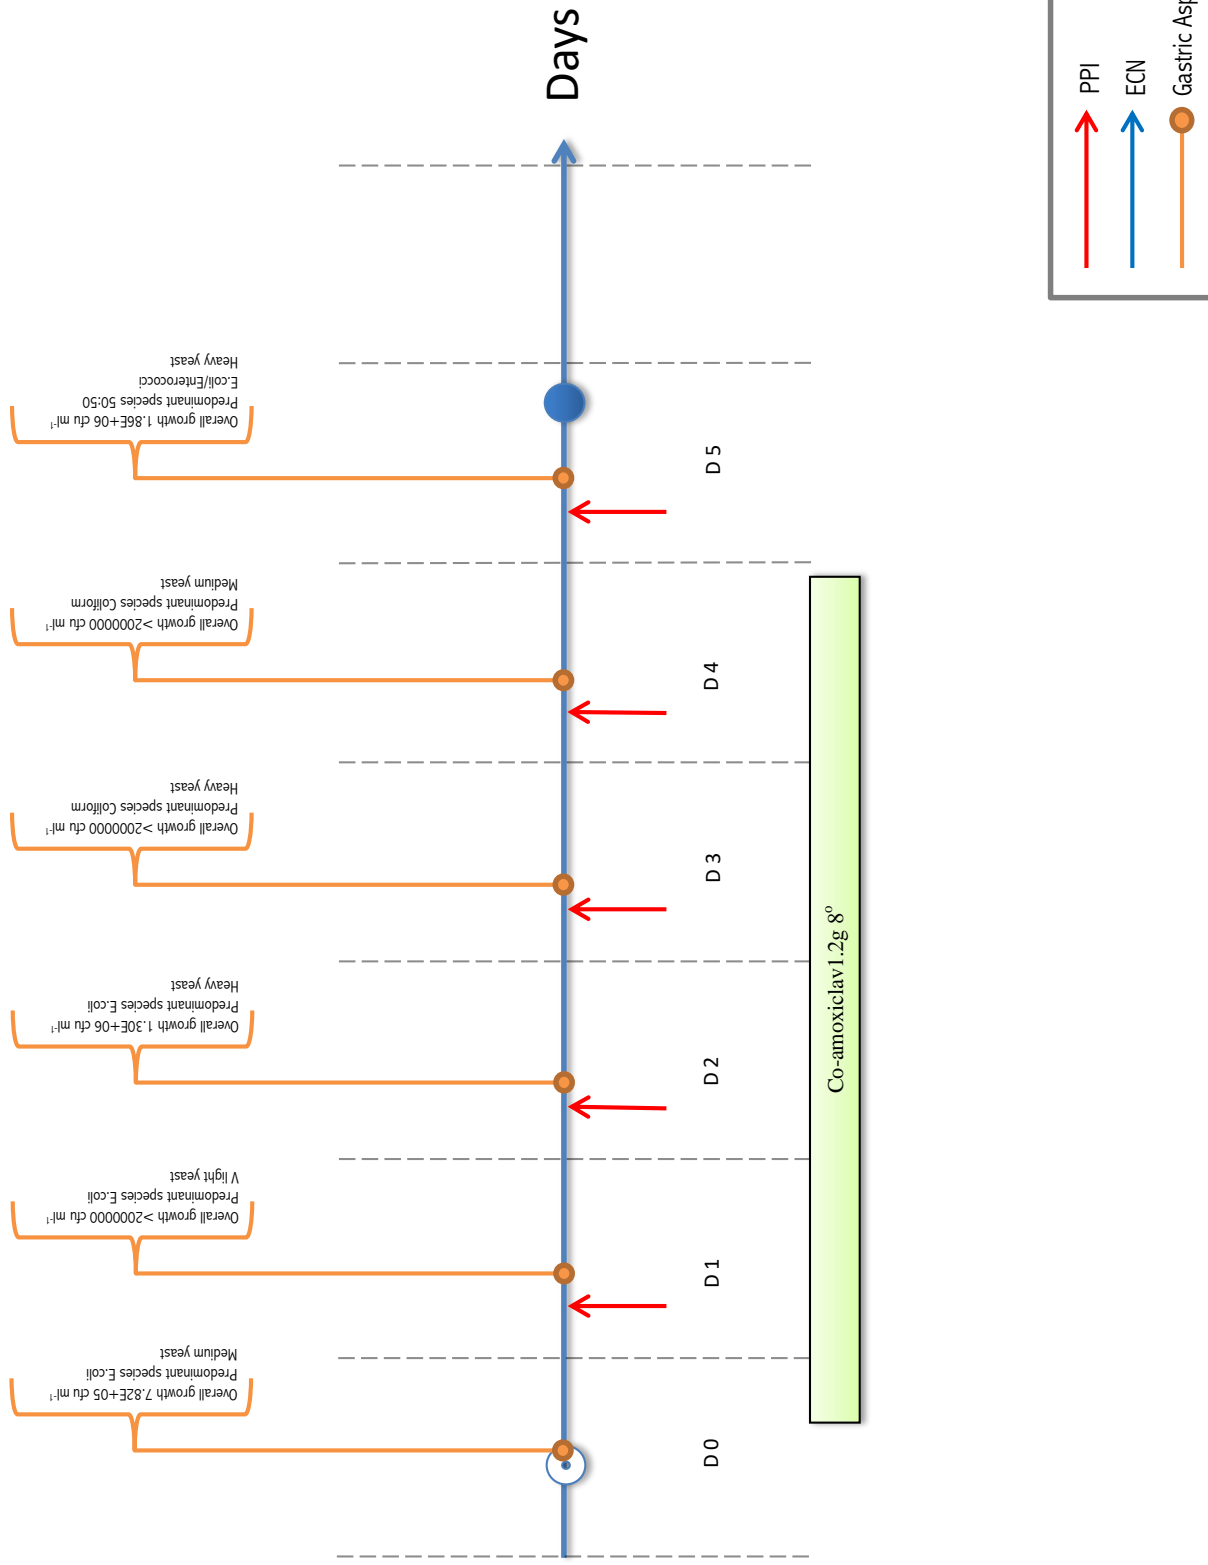 Overall growth 7.82E+05 cfu ml-1
Predominant species E.coli
Medium yeast
Overall growth >2000000 cfu ml-1
Predominant species E.coli
V light yeast
Overall growth 1.30E+06 cfu ml-1
Predominant species E.coli
Heavy yeast
Overall growth >2000000 cfu ml-1
Predominant species Coliform
Heavy yeast
Overall growth >2000000 cfu ml-1
Predominant species Coliform
Medium yeast
Overall growth 1.86E+06 cfu ml-1
Predominant species 50:50
E.coli/Enterococci
Heavy yeast
Days
D 0
D 1
D 2
D 3
D 4
D 5
Co-amoxiclav1.2g 8o
PPI
ECN
Gastric Asp